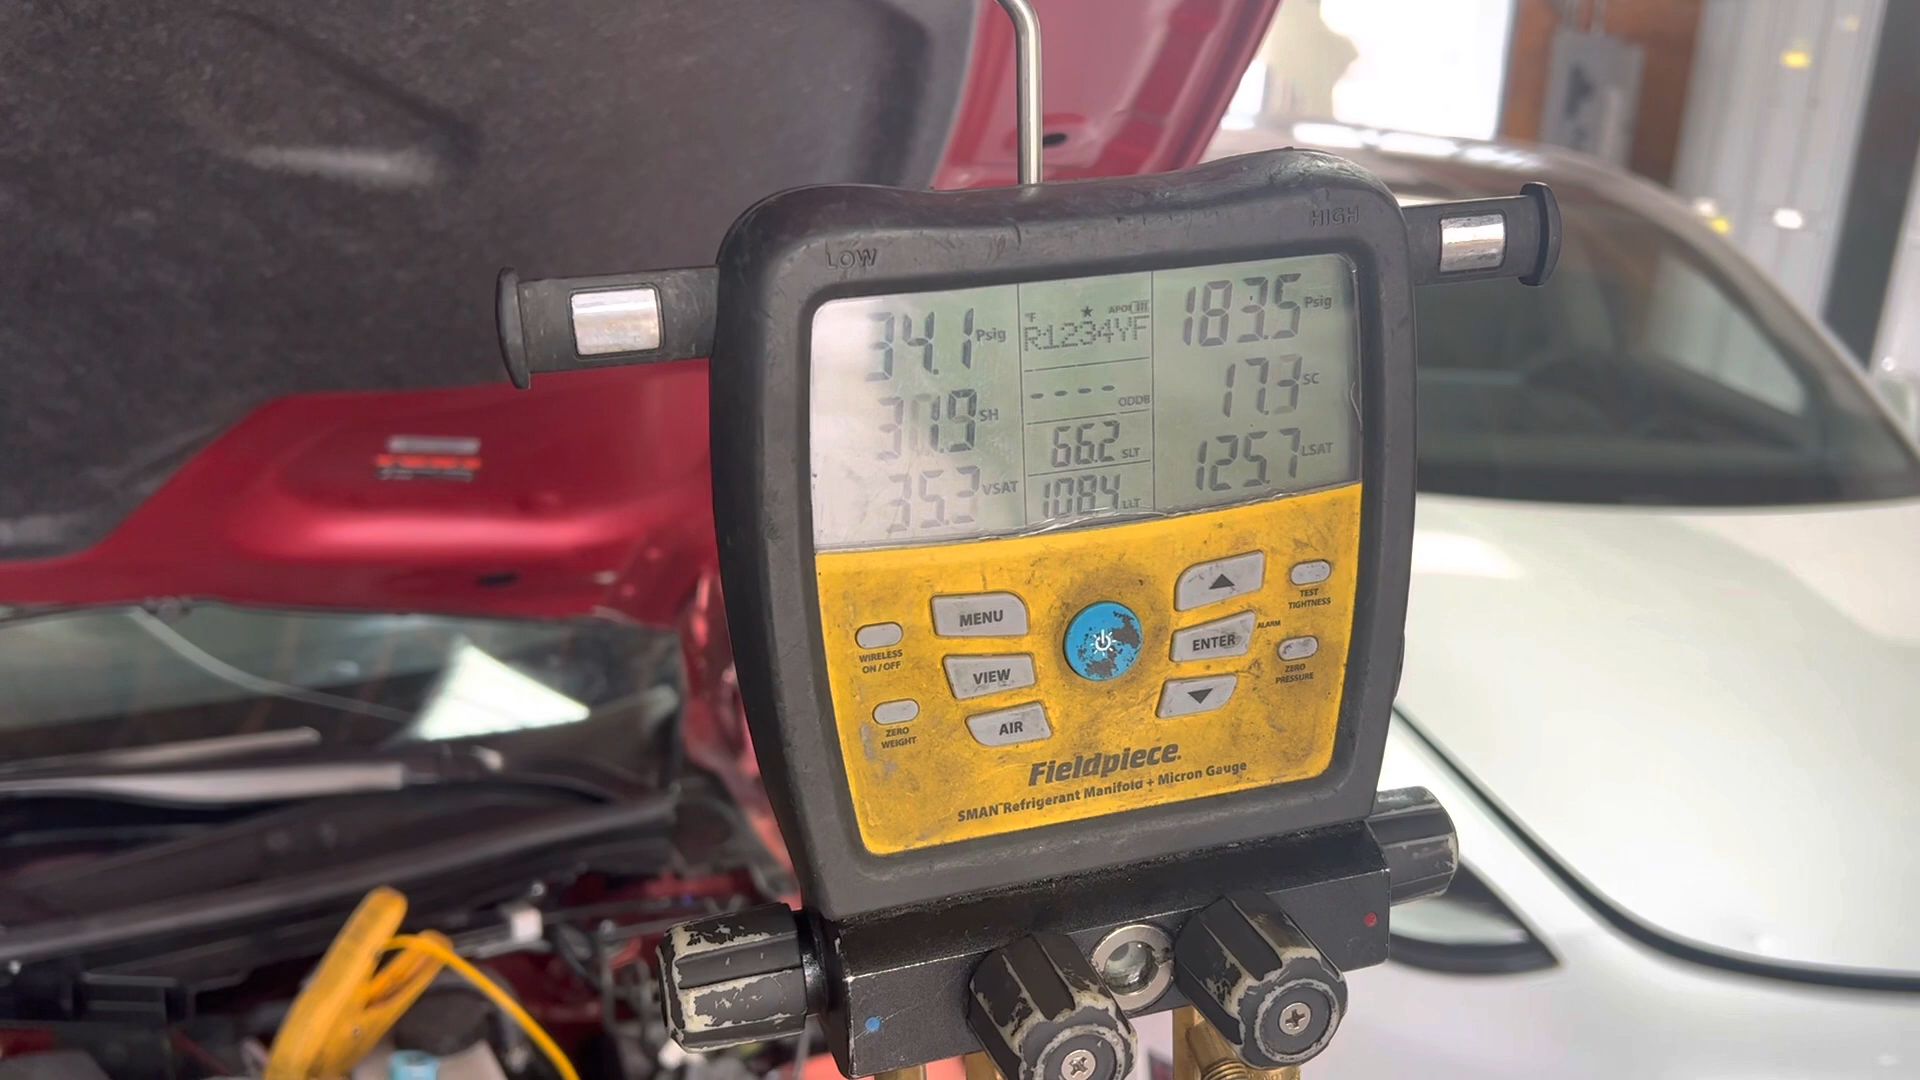 LOW
HIGH
34.1 Psig
30.9 SH
35.3 VSAT
°F
R1234YF
---- ODDB
66.2 SLT
108.4 LLT
183.5 Psig
17.3 SC
125.7 LSAT
MENU
VIEW
AIR
WIRELESS
ON / OFF
ZERO
WEIGHT
ENTER
ALARM
TEST
TIGHTNESS
ZERO
PRESSURE
Fieldpiece
SMAN Refrigerant Manifold + Micron Gauge